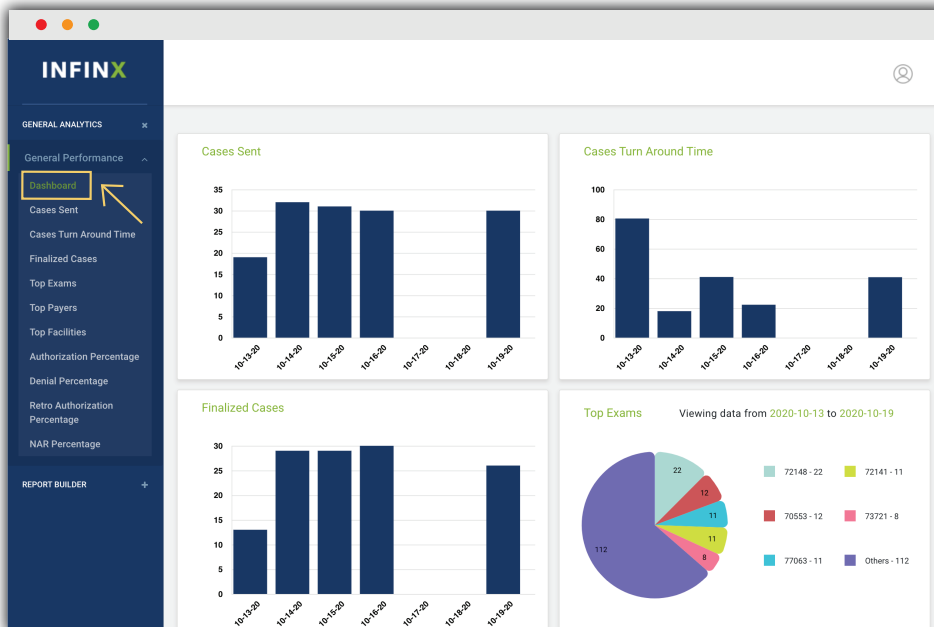 INFINX
GENERAL ANALYTICS
General Performance
Dashboard
Cases Sent
Cases Turn Around Time
Finalized Cases
Top Exams
Top Payers
Top Facilities
Authorization Percentage
Denial Percentage
Retro Authorization
Percentage
NAR Percentage
REPORT BUILDER +
Cases Sent
35
30
25
20
15
10
5
0
10-13-20 10-14-20 10-15-20 10-16-20 10-17-20 10-18-20 10-19-20
Cases Turn Around Time
100
80
60
40
20
0
10-13-20 10-14-20 10-15-20 10-16-20 10-17-20 10-18-20 10-19-20
Finalized Cases
30
25
20
15
10
5
0
10-13-20 10-14-20 10-15-20 10-16-20 10-17-20 10-18-20 10-19-20
Top Exams Viewing data from 2020-10-13 to 2020-10-19
22
12
11
11
8
112
72148 - 22 72141 - 11
70553 - 12 73721 - 8
77063 - 11 Others - 112